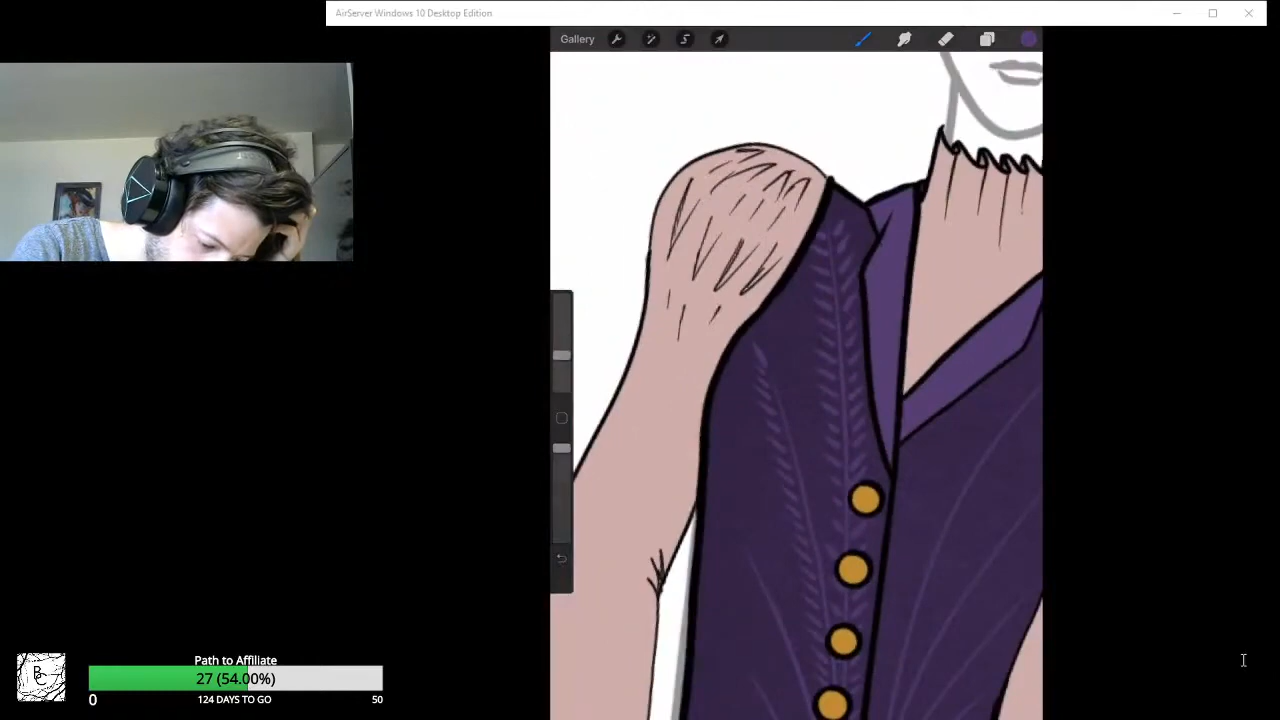 AirServer Windows 10 Desktop Edition
Gallery
Path to Affiliate
27 (54.00%)
0
124 DAYS TO GO
50
B